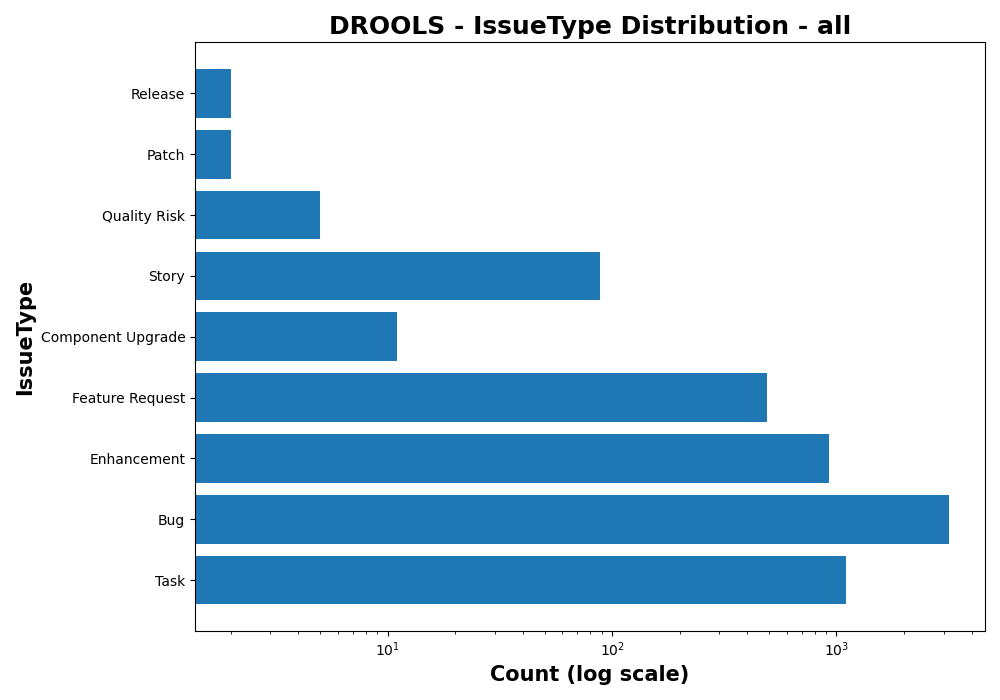 DROOLS - IssueType Distribution - all
Release
Patch
Quality Risk
Story
Component Upgrade
Feature Request
Enhancement
Bug
Task
IssueType
10¹ 10² 10³
Count (log scale)